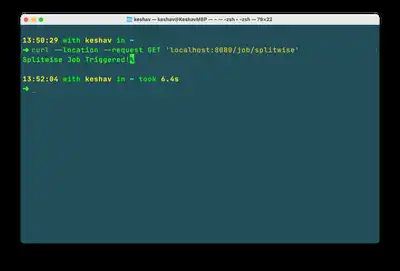 keshav — keshav@KeshavMBP — ~ — -zsh — 79×22
13:50:29 with keshav in ~
➜ curl --location --request GET 'localhost:8080/job/splitwise'
Splitwise Job Triggered!%
13:52:04 with keshav in ~ took 6.4s
➜ _